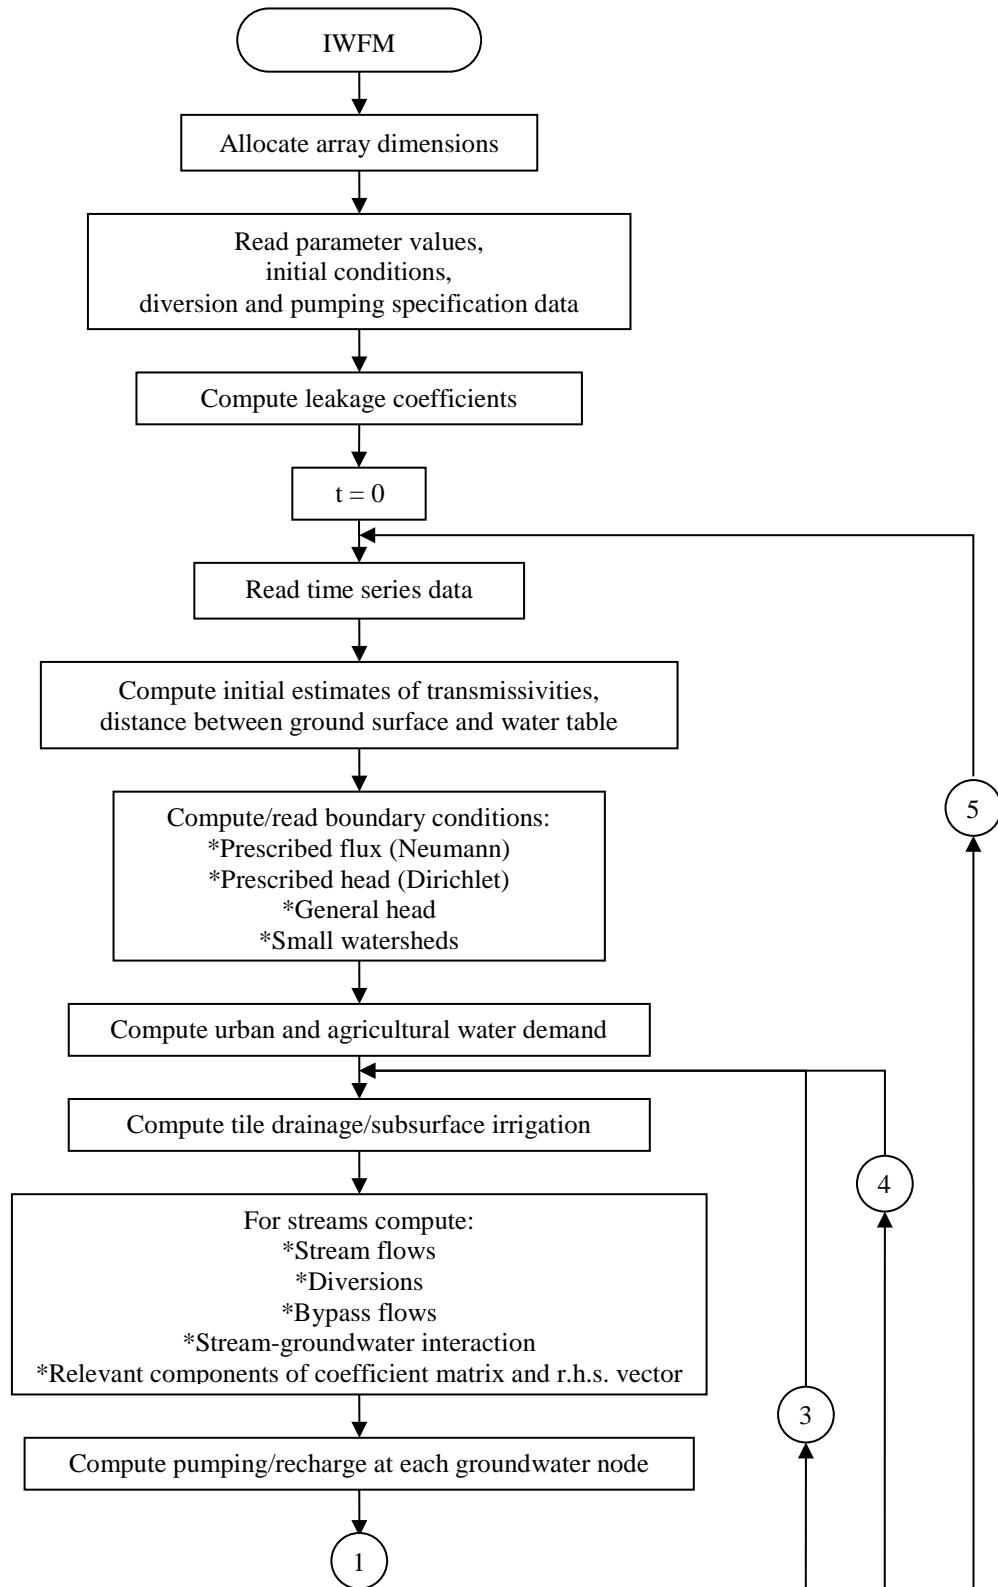 IWFM
Allocate array dimensions
Read parameter values,
initial conditions,
diversion and pumping specification data
Compute leakage coefficients
t = 0
Read time series data
Compute initial estimates of transmissivities,
distance between ground surface and water table
Compute/read boundary conditions:
*Prescribed flux (Neumann)
*Prescribed head (Dirichlet)
*General head
*Small watersheds
5
Compute urban and agricultural water demand
Compute tile drainage/subsurface irrigation
4
For streams compute:
*Stream flows
*Diversions
*Bypass flows
*Stream-groundwater interaction
*Relevant components of coefficient matrix and r.h.s. vector
3
Compute pumping/recharge at each groundwater node
1